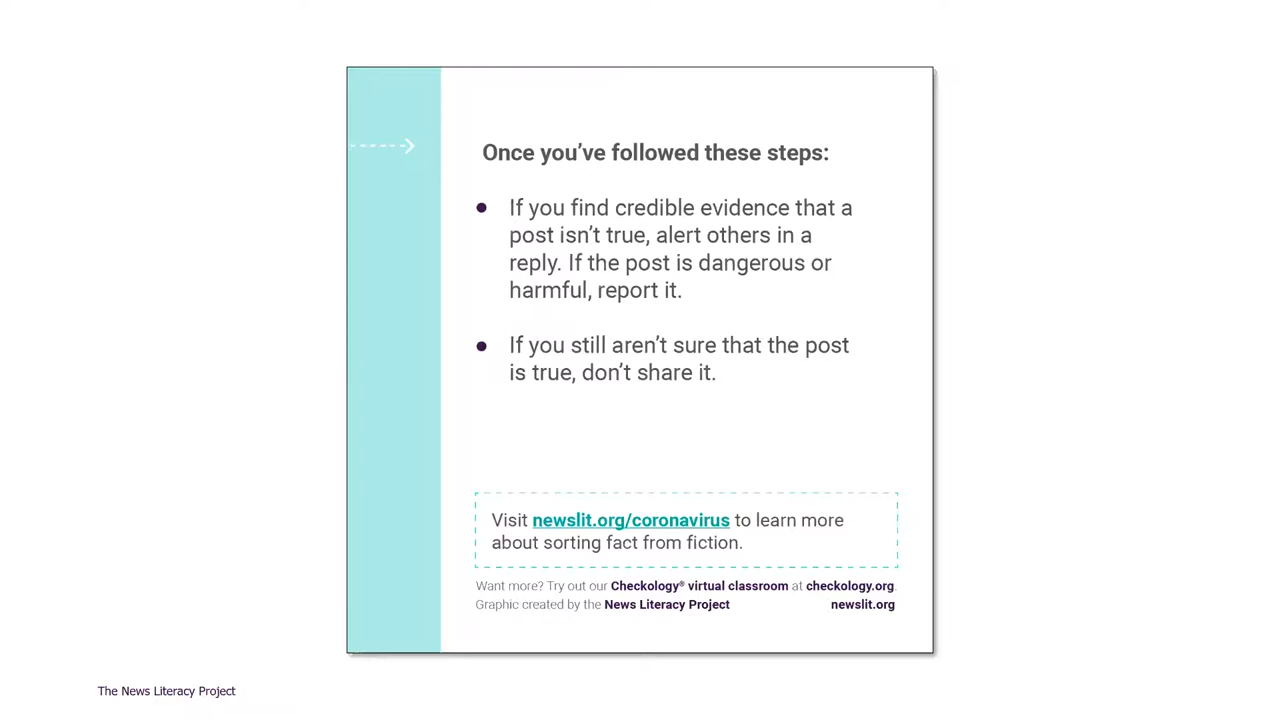 Once you’ve followed these steps:
● If you find credible evidence that a
post isn’t true, alert others in a
reply. If the post is dangerous or
harmful, report it.
● If you still aren’t sure that the post
is true, don’t share it.
Visit newslit.org/coronavirus to learn more
about sorting fact from fiction.
Want more? Try out our Checkology® virtual classroom at checkology.org.
Graphic created by the News Literacy Project newslit.org
The News Literacy Project